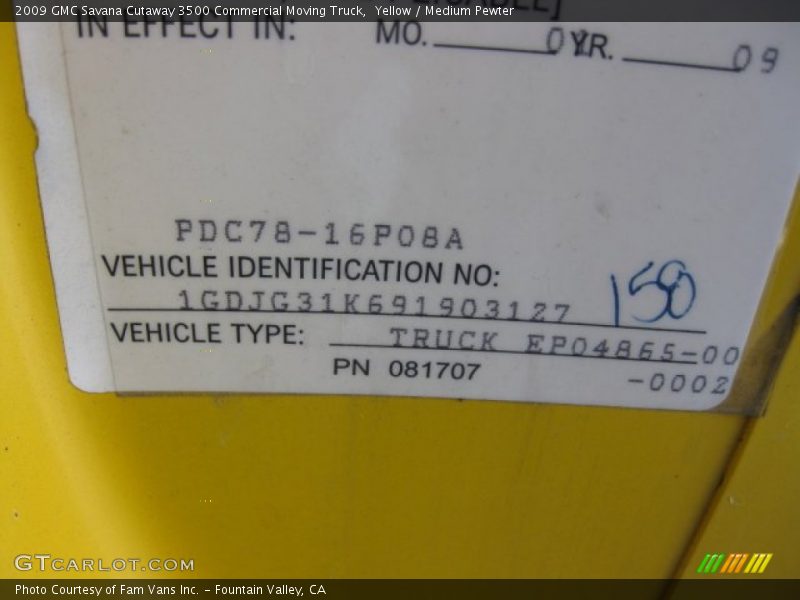 2009 GMC Savana Cutaway 3500 Commercial Moving Truck, Yellow / Medium Pewter
IN EFFECT IN: MO. 01 YR. 09
PDC78-16P08A
VEHICLE IDENTIFICATION NO:
1GDJG31K691903127
150
VEHICLE TYPE: TRUCK EP04865-00
PN 081707 -0002
GTCARLOT.COM
Photo Courtesy of Fam Vans Inc. - Fountain Valley, CA